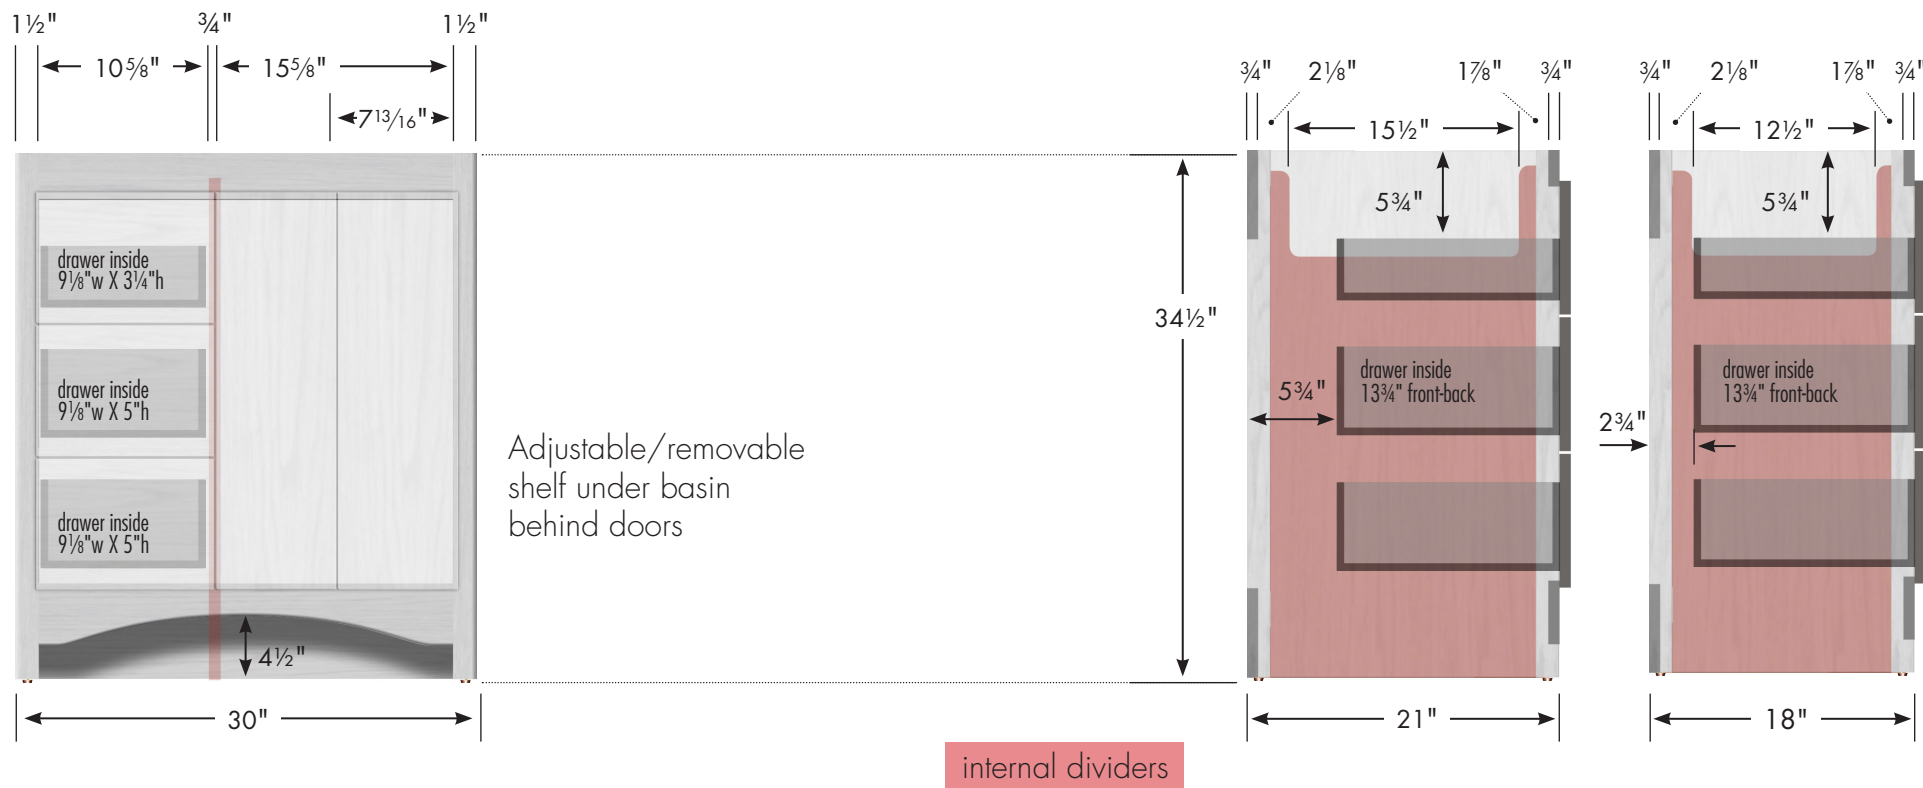 1½" ¾" 1½"
10⅝" 15⅝"
7¹³⁄₁₆"
drawer inside
9⅛"w X 3¼"h
drawer inside
9⅛"w X 5"h
drawer inside
9⅛"w X 5"h
4½"
30"
Adjustable/removable
shelf under basin
behind doors
34½"
¾" 2⅛" 1⅞" ¾"
15½"
5¾"
drawer inside
13¾" front-back
5¾"
21"
¾" 2⅛" 1⅞" ¾"
12½"
5¾"
drawer inside
13¾" front-back
2¾"
18"
internal dividers